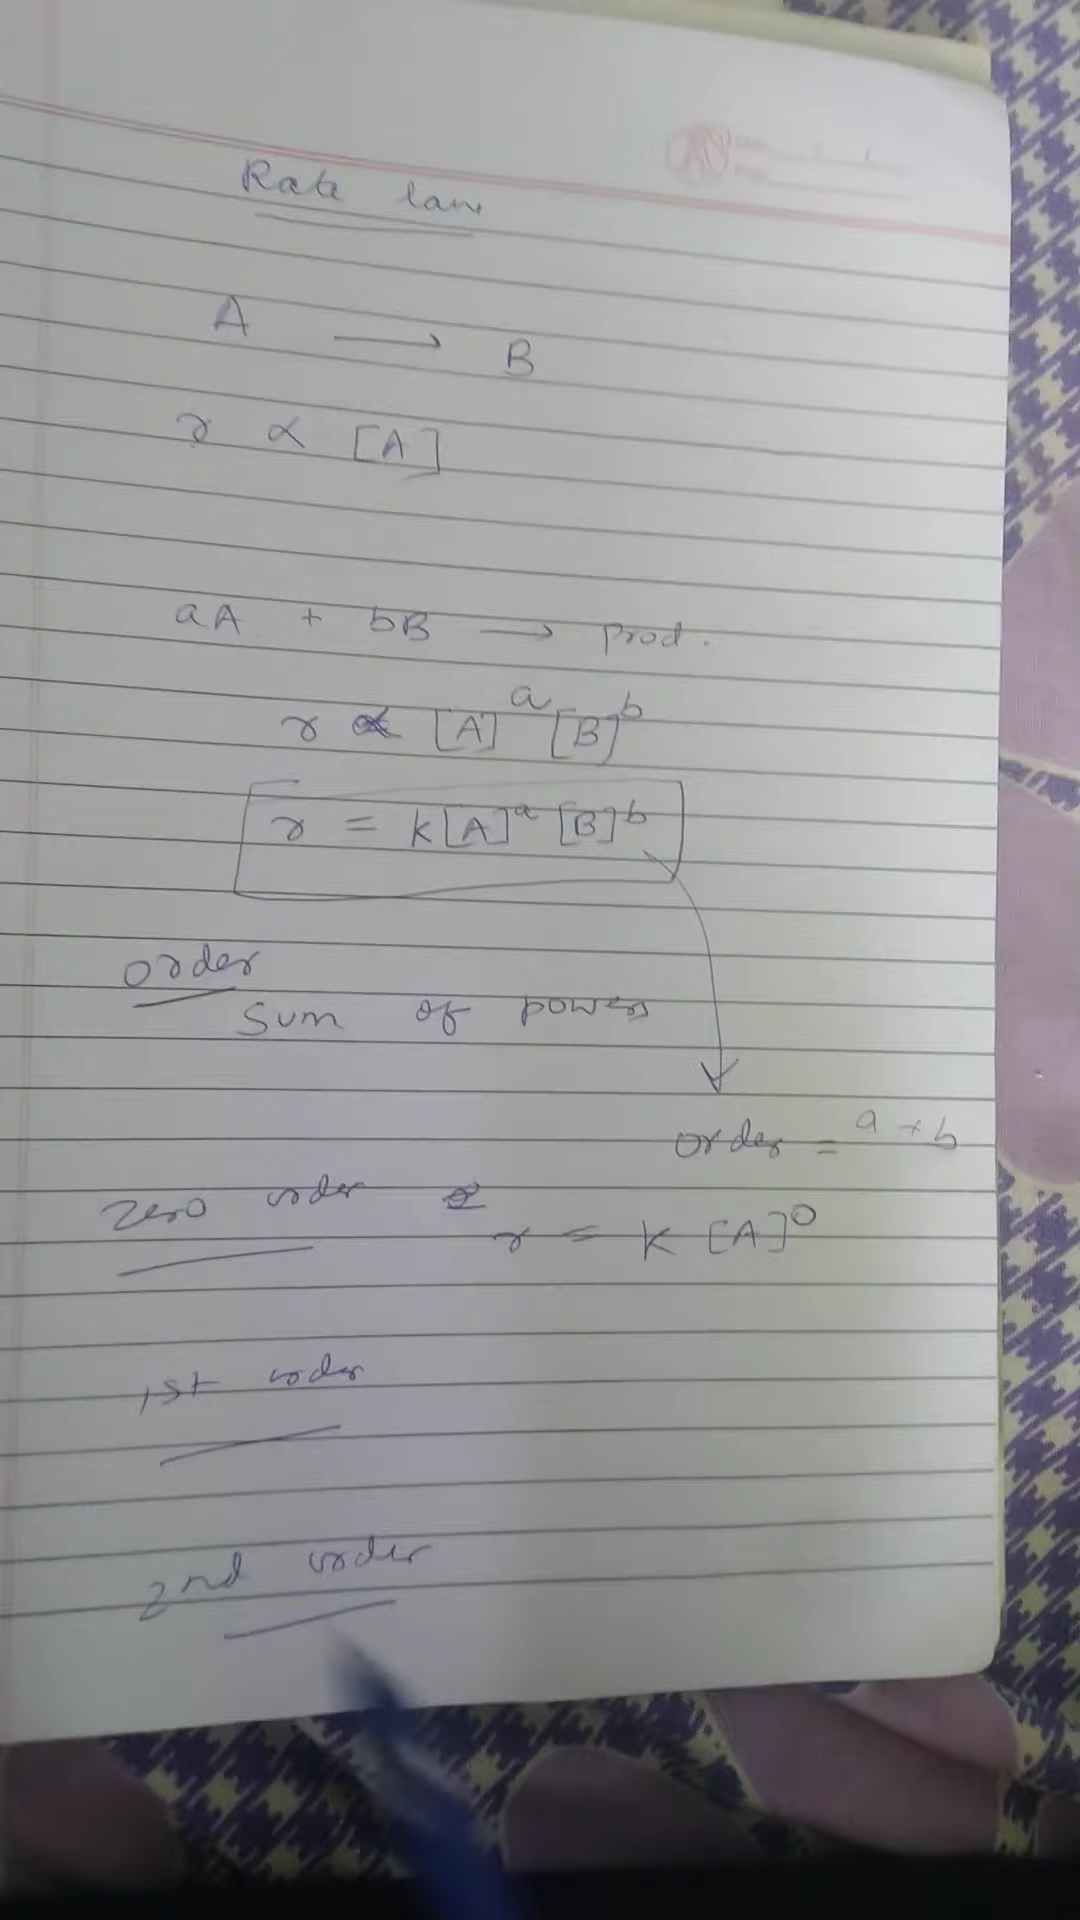 Rate law
A → B
r ∝ [A]
aA + bB → prod.
r ∝ [A]^a [B]^b
r = k[A]^a [B]^b
order
Sum of powers
order = a + b
zero order
r = k [A]^0
1st order
2nd order